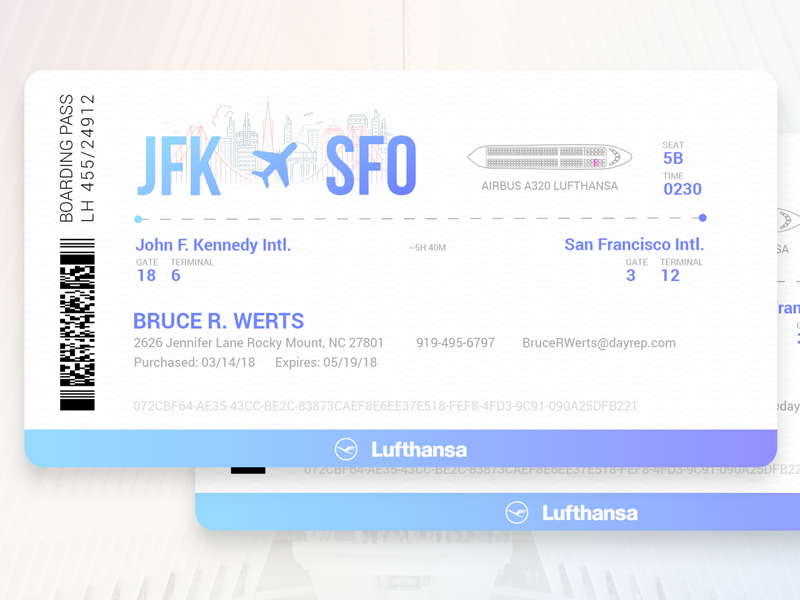 BOARDING PASS
LH 455/24912
JFK SFO
AIRBUS A320 LUFTHANSA
SEAT
5B
TIME
0230
John F. Kennedy Intl.
~5H 40M
San Francisco Intl.
GATE TERMINAL
18 6
GATE TERMINAL
3 12
BRUCE R. WERTS
2626 Jennifer Lane Rocky Mount, NC 27801 919-495-6797 BruceRWerts@dayrep.com
Purchased: 03/14/18 Expires: 05/19/18
072CBF64-AE35-43CC-BE2C-83873CAEF8E6EE37E518-FEF8-4FD3-9C91-090A25DFB221
Lufthansa
072CBF64-AE35-43CC-BE2C-83873CAEF8E6EE37E518-FEF8-4FD3-9C91-090A25DFB22
Lufthansa